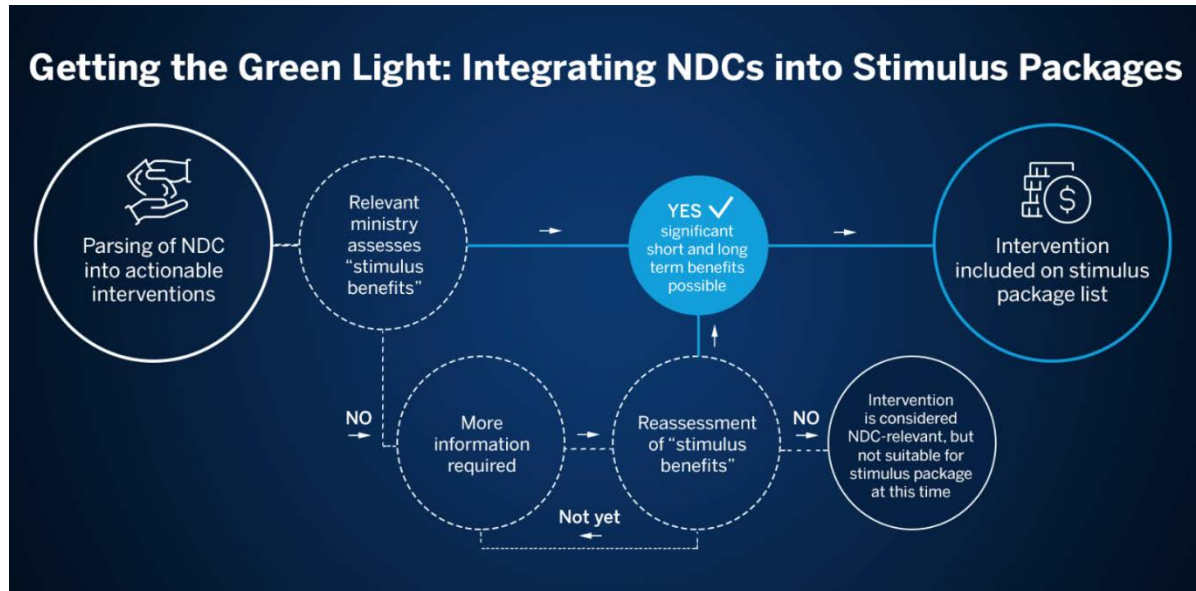 Getting the Green Light: Integrating NDCs into Stimulus Packages
Parsing of NDC
into actionable
interventions
Relevant
ministry
assesses
“stimulus
benefits”
YES
significant
short and long
term benefits
possible
$
Intervention
included on stimulus
package list
NO
More
information
required
Reassessment
of “stimulus
benefits”
NO
Intervention
is considered
NDC-relevant, but
not suitable for
stimulus package
at this time
Not yet